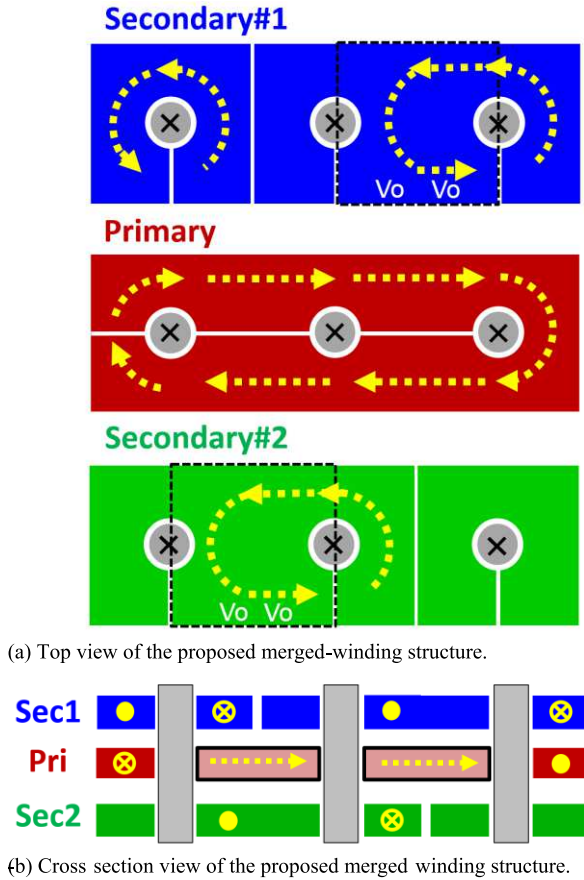 Secondary#1
Vo Vo
Primary
Secondary#2
Vo Vo
(a) Top view of the proposed merged-winding structure.
Sec1
Pri
Sec2
(b) Cross section view of the proposed merged winding structure.